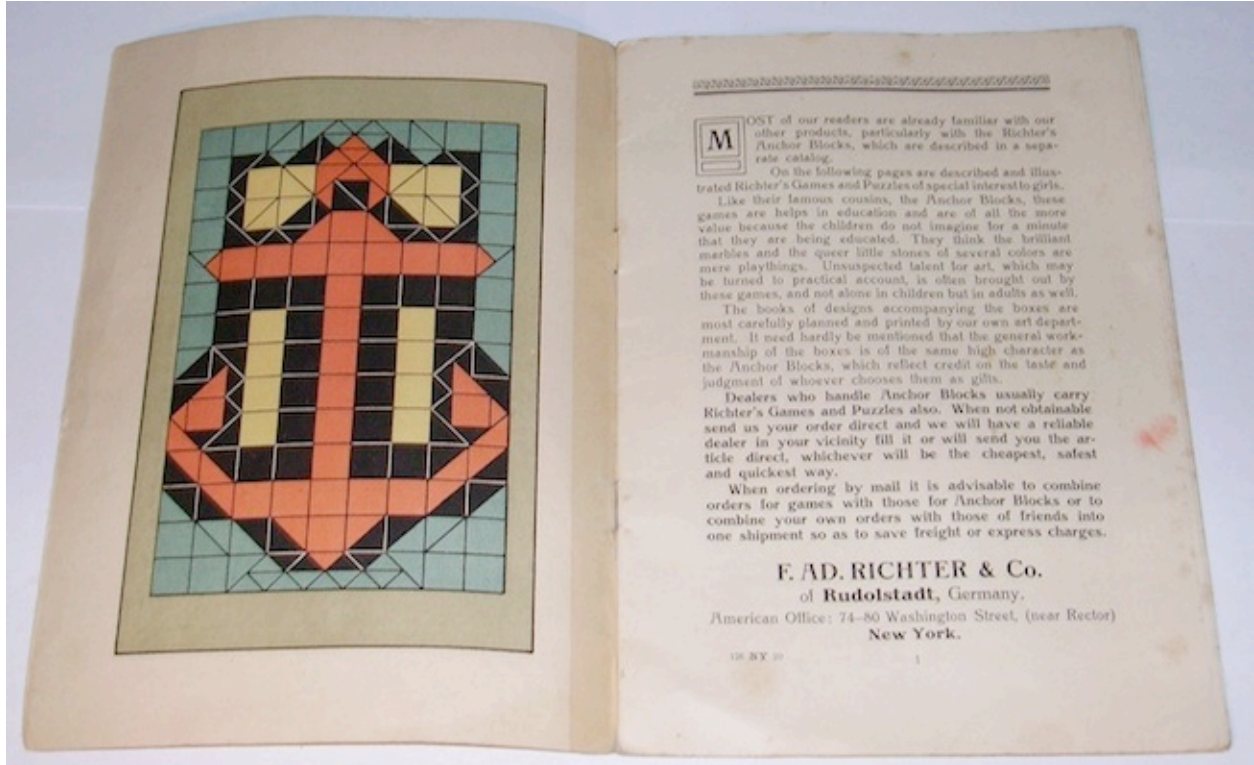 MOST of our readers are already familiar with our
other products, particularly with the Richter's
Anchor Blocks, which are described in a sepa-
rate catalog.
On the following pages are described and illus-
trated Richter's Games and Puzzles of special interest to girls.
Like their famous cousins, the Anchor Blocks, these
games are helps in education and are of all the more
value because the children do not imagine for a minute
that they are being educated. They think the brilliant
marbles and the queer little stones of several colors are
mere playthings. Unsuspected talent for art, which may
be turned to practical account, is often brought out by
these games, and not alone in children but in adults as well.
The books of designs accompanying the boxes are
most carefully planned and printed by our own art depart-
ment. It need hardly be mentioned that the general work-
manship of the boxes is of the same high character as
the Anchor Blocks, which reflect credit on the taste and
judgment of whoever chooses them as gifts.
Dealers who handle Anchor Blocks usually carry
Richter's Games and Puzzles also. When not obtainable
send us your order direct and we will have a reliable
dealer in your vicinity fill it or will send you the ar-
ticle direct, whichever will be the cheapest, safest
and quickest way.
When ordering by mail it is advisable to combine
orders for games with those for Anchor Blocks or to
combine your own orders with those of friends into
one shipment so as to save freight or express charges.
F. AD. RICHTER & Co.
of Rudolstadt, Germany.
American Office: 74–80 Washington Street, (near Rector)
New York.
NY
1